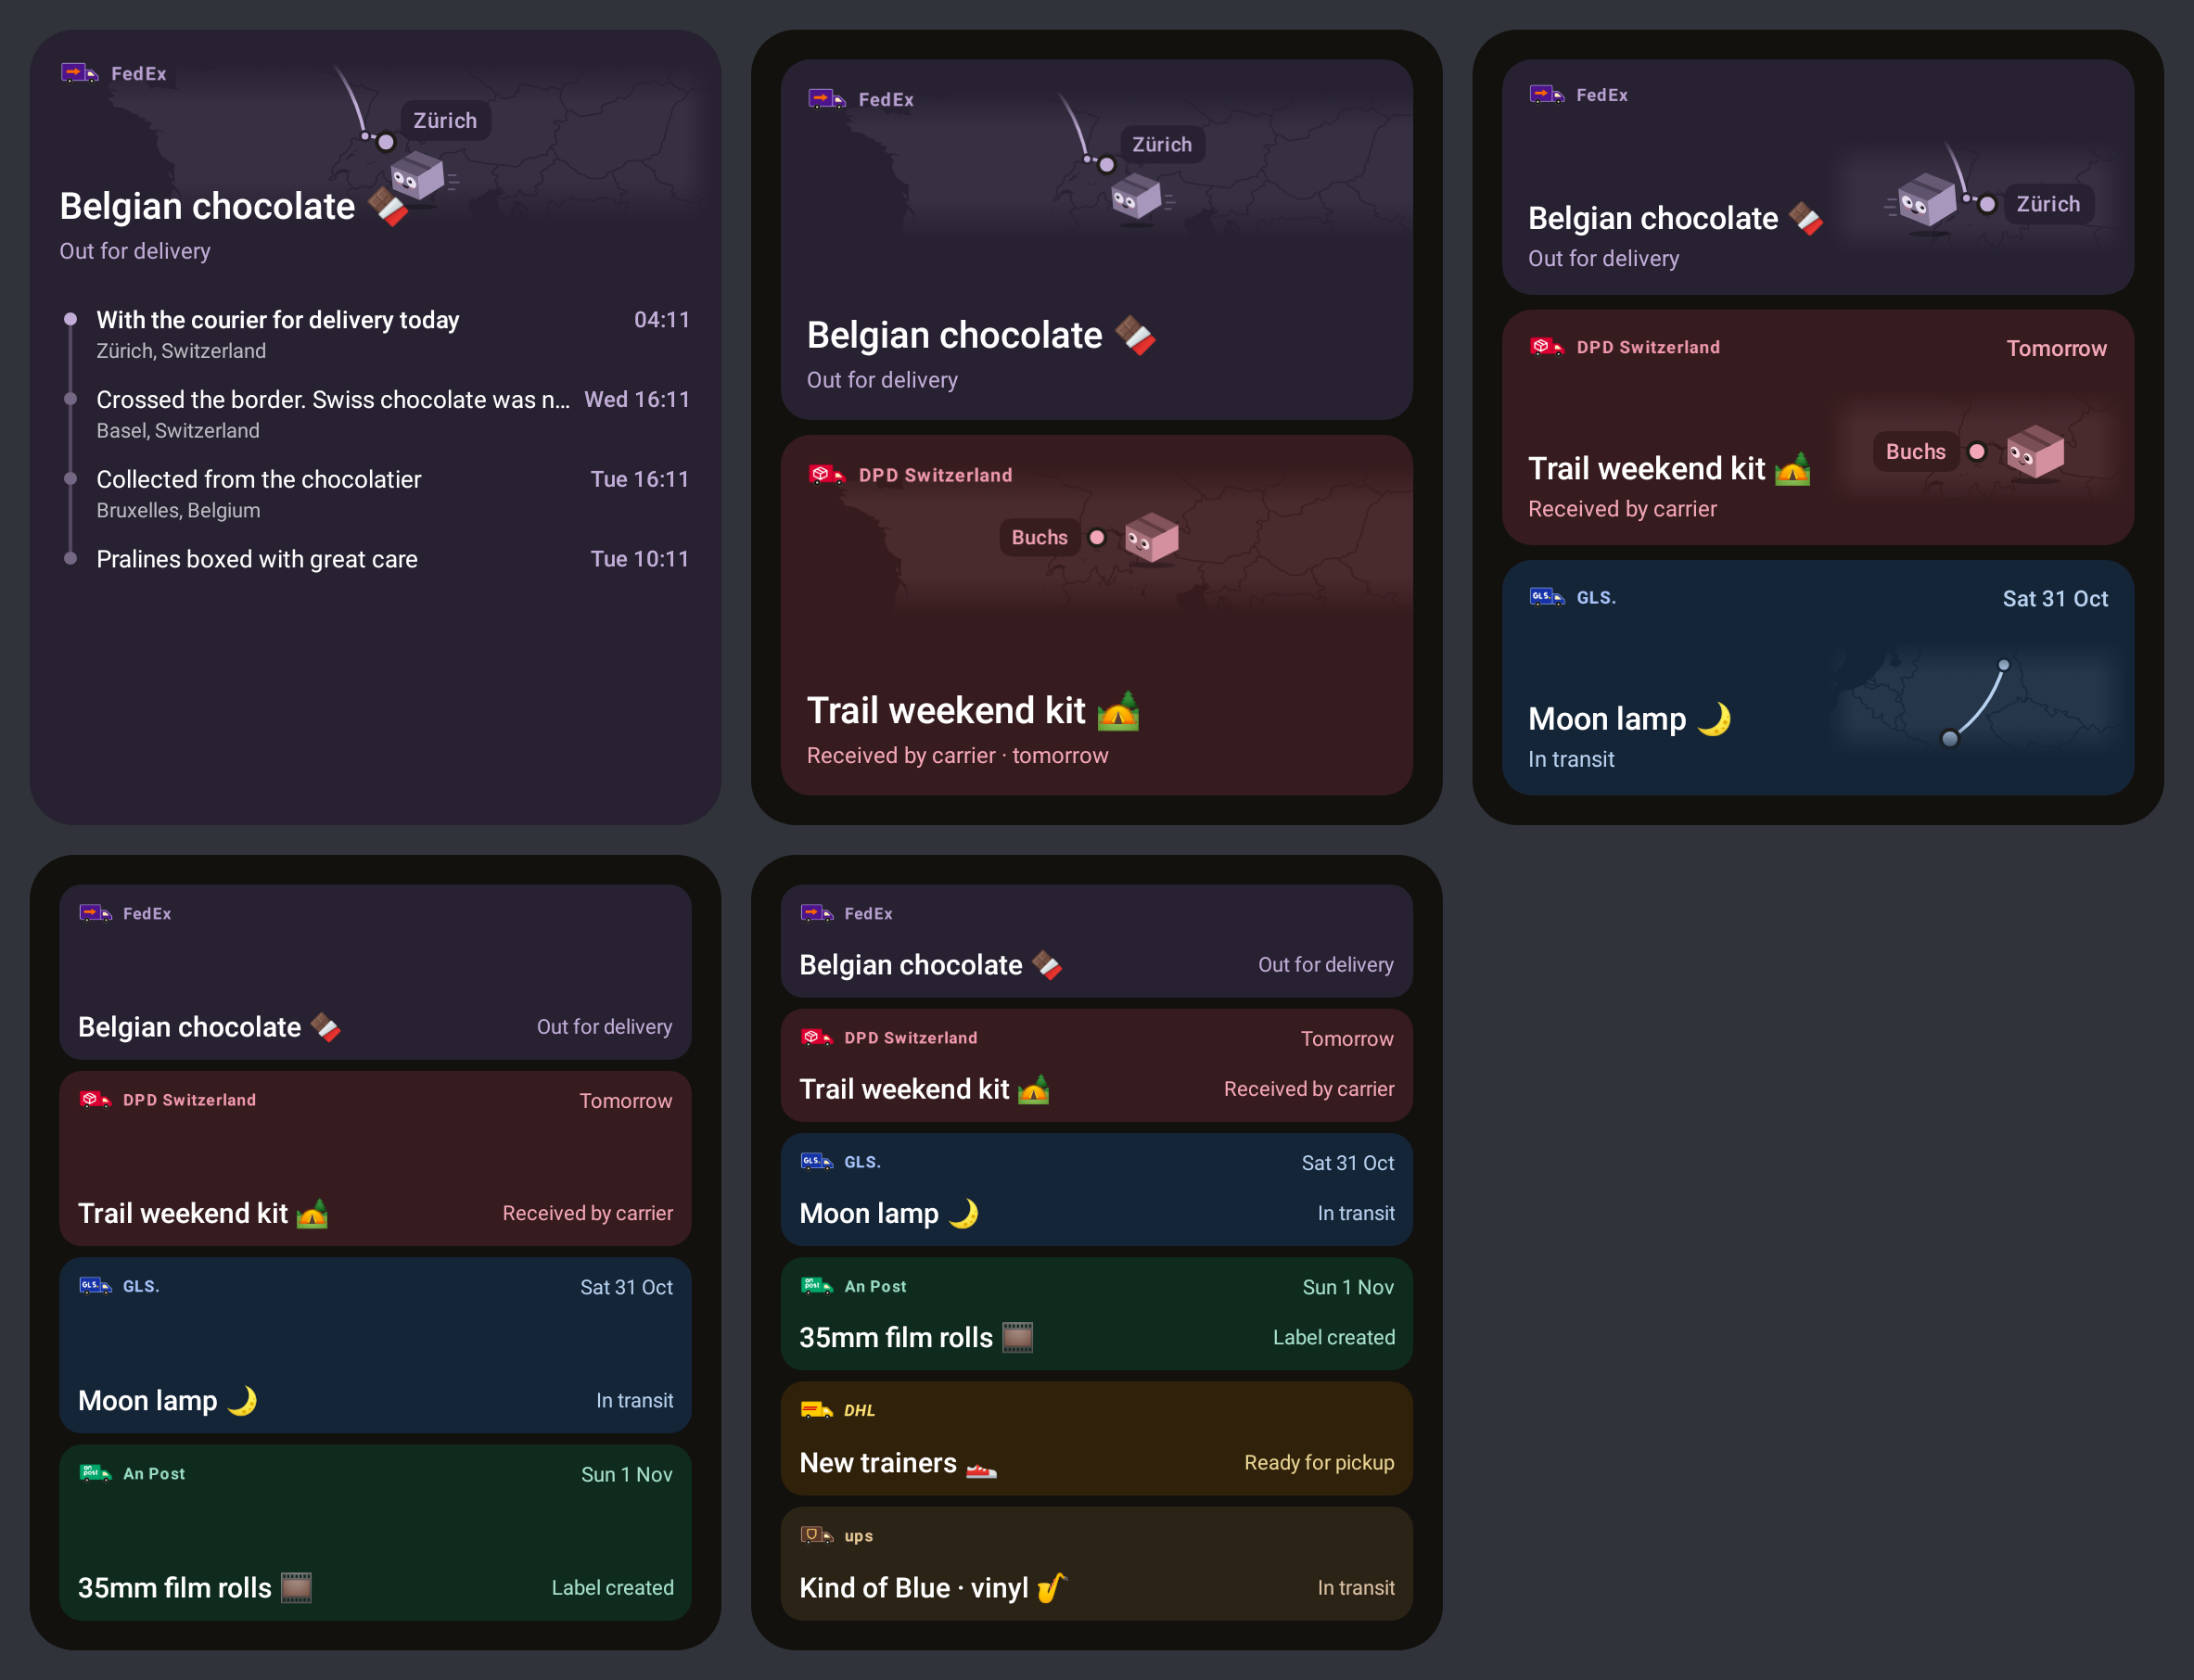 FedEx
Zürich
Belgian chocolate 🍫
Out for delivery
With the courier for delivery today 04:11
Zürich, Switzerland
Crossed the border. Swiss chocolate was n... Wed 16:11
Basel, Switzerland
Collected from the chocolatier Tue 16:11
Bruxelles, Belgium
Pralines boxed with great care Tue 10:11
FedEx
Zürich
Belgian chocolate 🍫
Out for delivery
DPD Switzerland
Buchs
Trail weekend kit 🏕️
Received by carrier · tomorrow
FedEx
Zürich
Belgian chocolate 🍫
Out for delivery
DPD Switzerland Tomorrow
Buchs
Trail weekend kit 🏕️
Received by carrier
GLS. GLS. Sat 31 Oct
Moon lamp 🌙
In transit
FedEx
Belgian chocolate 🍫 Out for delivery
DPD Switzerland Tomorrow
Trail weekend kit 🏕️ Received by carrier
GLS. GLS. Sat 31 Oct
Moon lamp 🌙 In transit
an post An Post Sun 1 Nov
35mm film rolls 🎞️ Label created
FedEx
Belgian chocolate 🍫 Out for delivery
DPD Switzerland Tomorrow
Trail weekend kit 🏕️ Received by carrier
GLS. GLS. Sat 31 Oct
Moon lamp 🌙 In transit
an post An Post Sun 1 Nov
35mm film rolls 🎞️ Label created
DHL
New trainers 👟 Ready for pickup
ups
Kind of Blue · vinyl 🎷 In transit